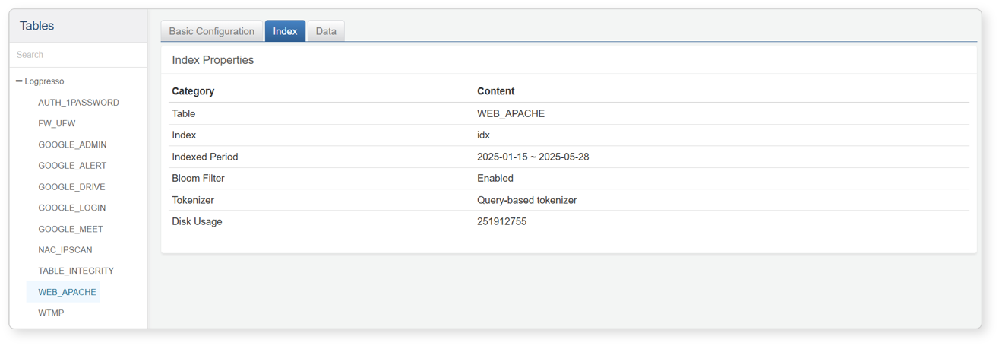 Tables
Search
Logpresso
AUTH_1PASSWORD
FW_UFW
GOOGLE_ADMIN
GOOGLE_ALERT
GOOGLE_DRIVE
GOOGLE_LOGIN
GOOGLE_MEET
NAC_IPSCAN
TABLE_INTEGRITY
WEB_APACHE
WTMP
Basic Configuration Index Data
Index Properties
Category Content
Table WEB_APACHE
Index idx
Indexed Period 2025-01-15 ~ 2025-05-28
Bloom Filter Enabled
Tokenizer Query-based tokenizer
Disk Usage 251912755